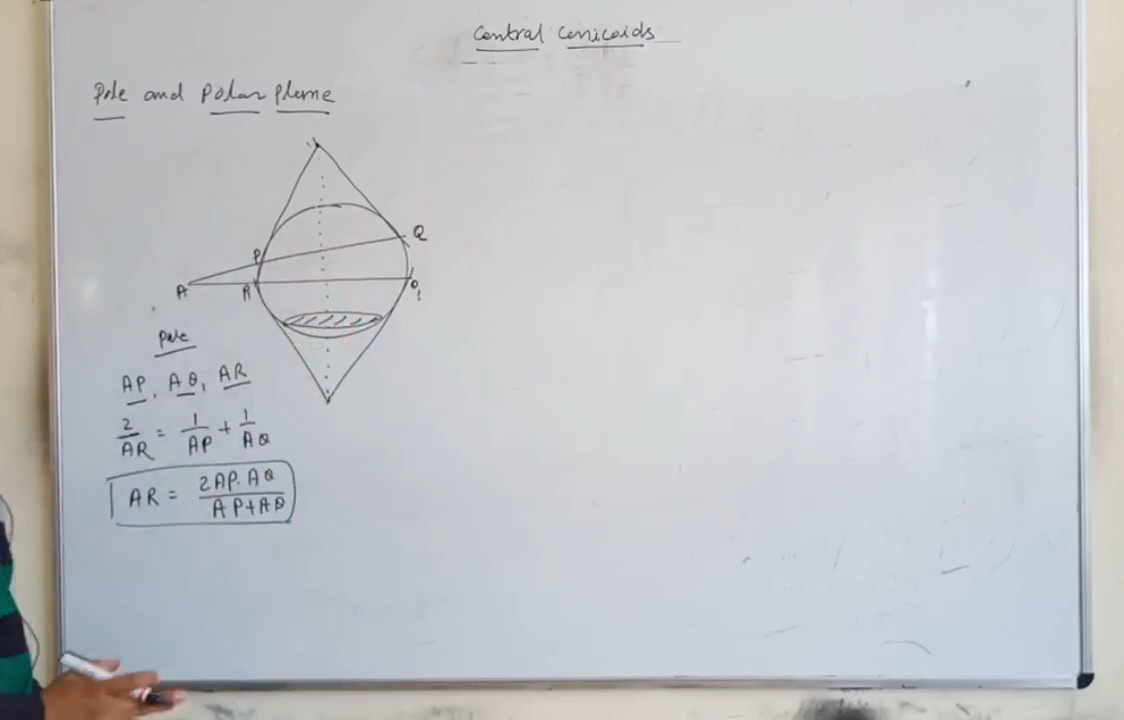 Central Conicoids
Pole and Polar Plane
Q
P
A
R
Pole
AP, AQ, AR
2/AR = 1/AP + 1/AQ
AR = 2AP.AQ/AP+AQ